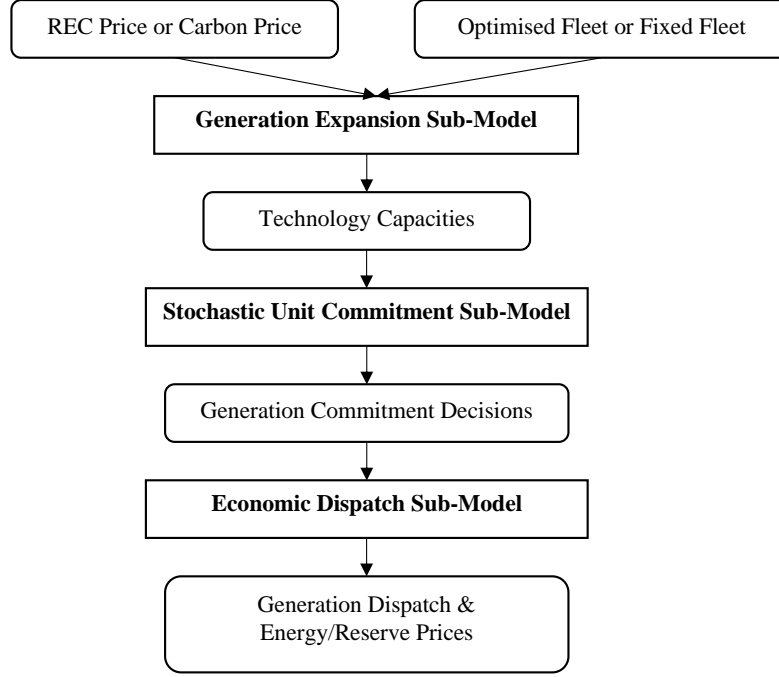 REC Price or Carbon Price
Optimised Fleet or Fixed Fleet
Generation Expansion Sub-Model
Technology Capacities
Stochastic Unit Commitment Sub-Model
Generation Commitment Decisions
Economic Dispatch Sub-Model
Generation Dispatch &
Energy/Reserve Prices